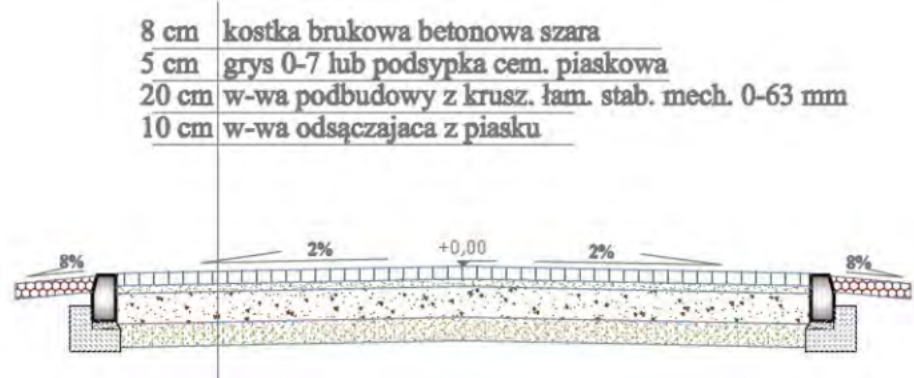 8 cm kostka brukowa betonowa szara
5 cm grys 0-7 lub podsypka cem. piaskowa
20 cm w-wa podbudowy z krusz. łam. stab. mech. 0-63 mm
10 cm w-wa odsączajaca z piasku
8% 2% +0,00 2% 8%